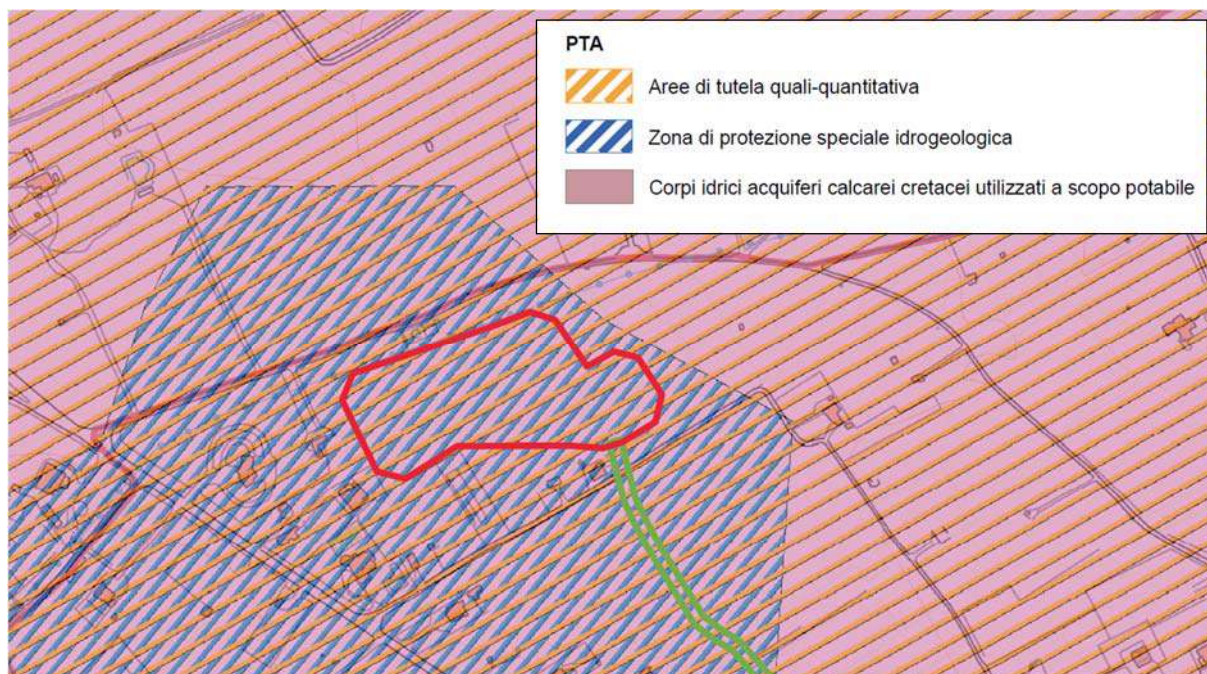 PTA
Aree di tutela quali-quantitativa
Zona di protezione speciale idrogeologica
Corpi idrici acquiferi calcarei cretacei utilizzati a scopo potabile